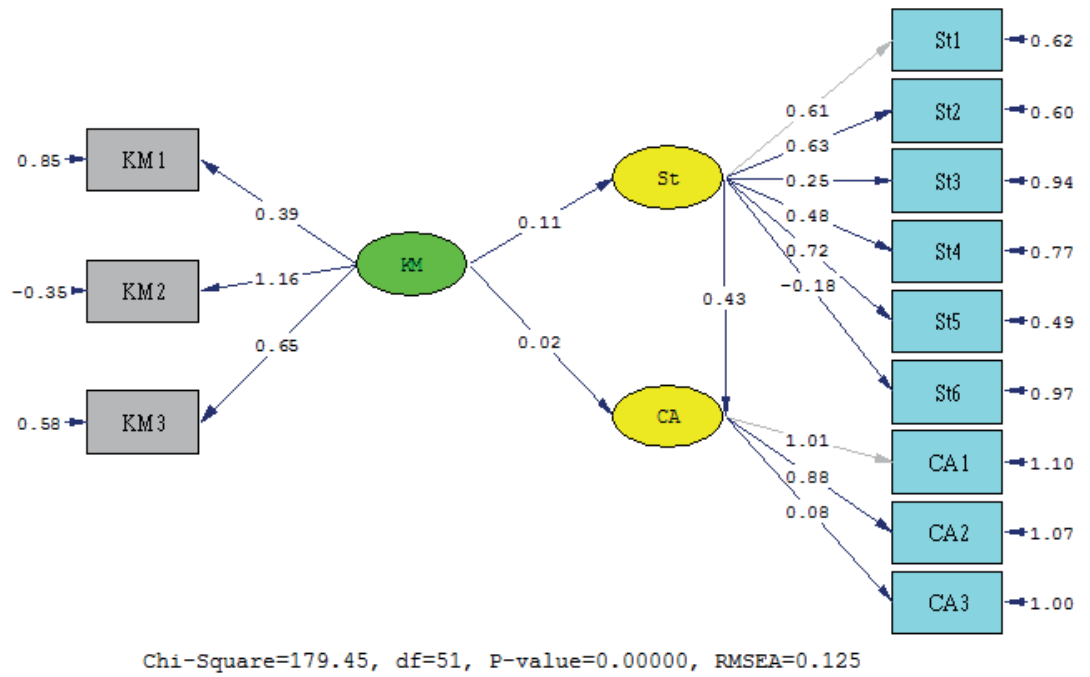 St1
0.62
St2
0.60
0.61
0.85
KM1
0.63
St
0.25
St3
0.94
0.39
0.11
0.48
St4
0.77
KM
0.72
-0.35
KM2
1.16
-0.18
0.43
St5
0.49
0.65
0.02
St6
0.97
0.58
KM3
CA
1.01
CA1
1.10
0.88
0.08
CA2
1.07
CA3
1.00
Chi-Square=179.45, df=51, P-value=0.00000, RMSEA=0.125